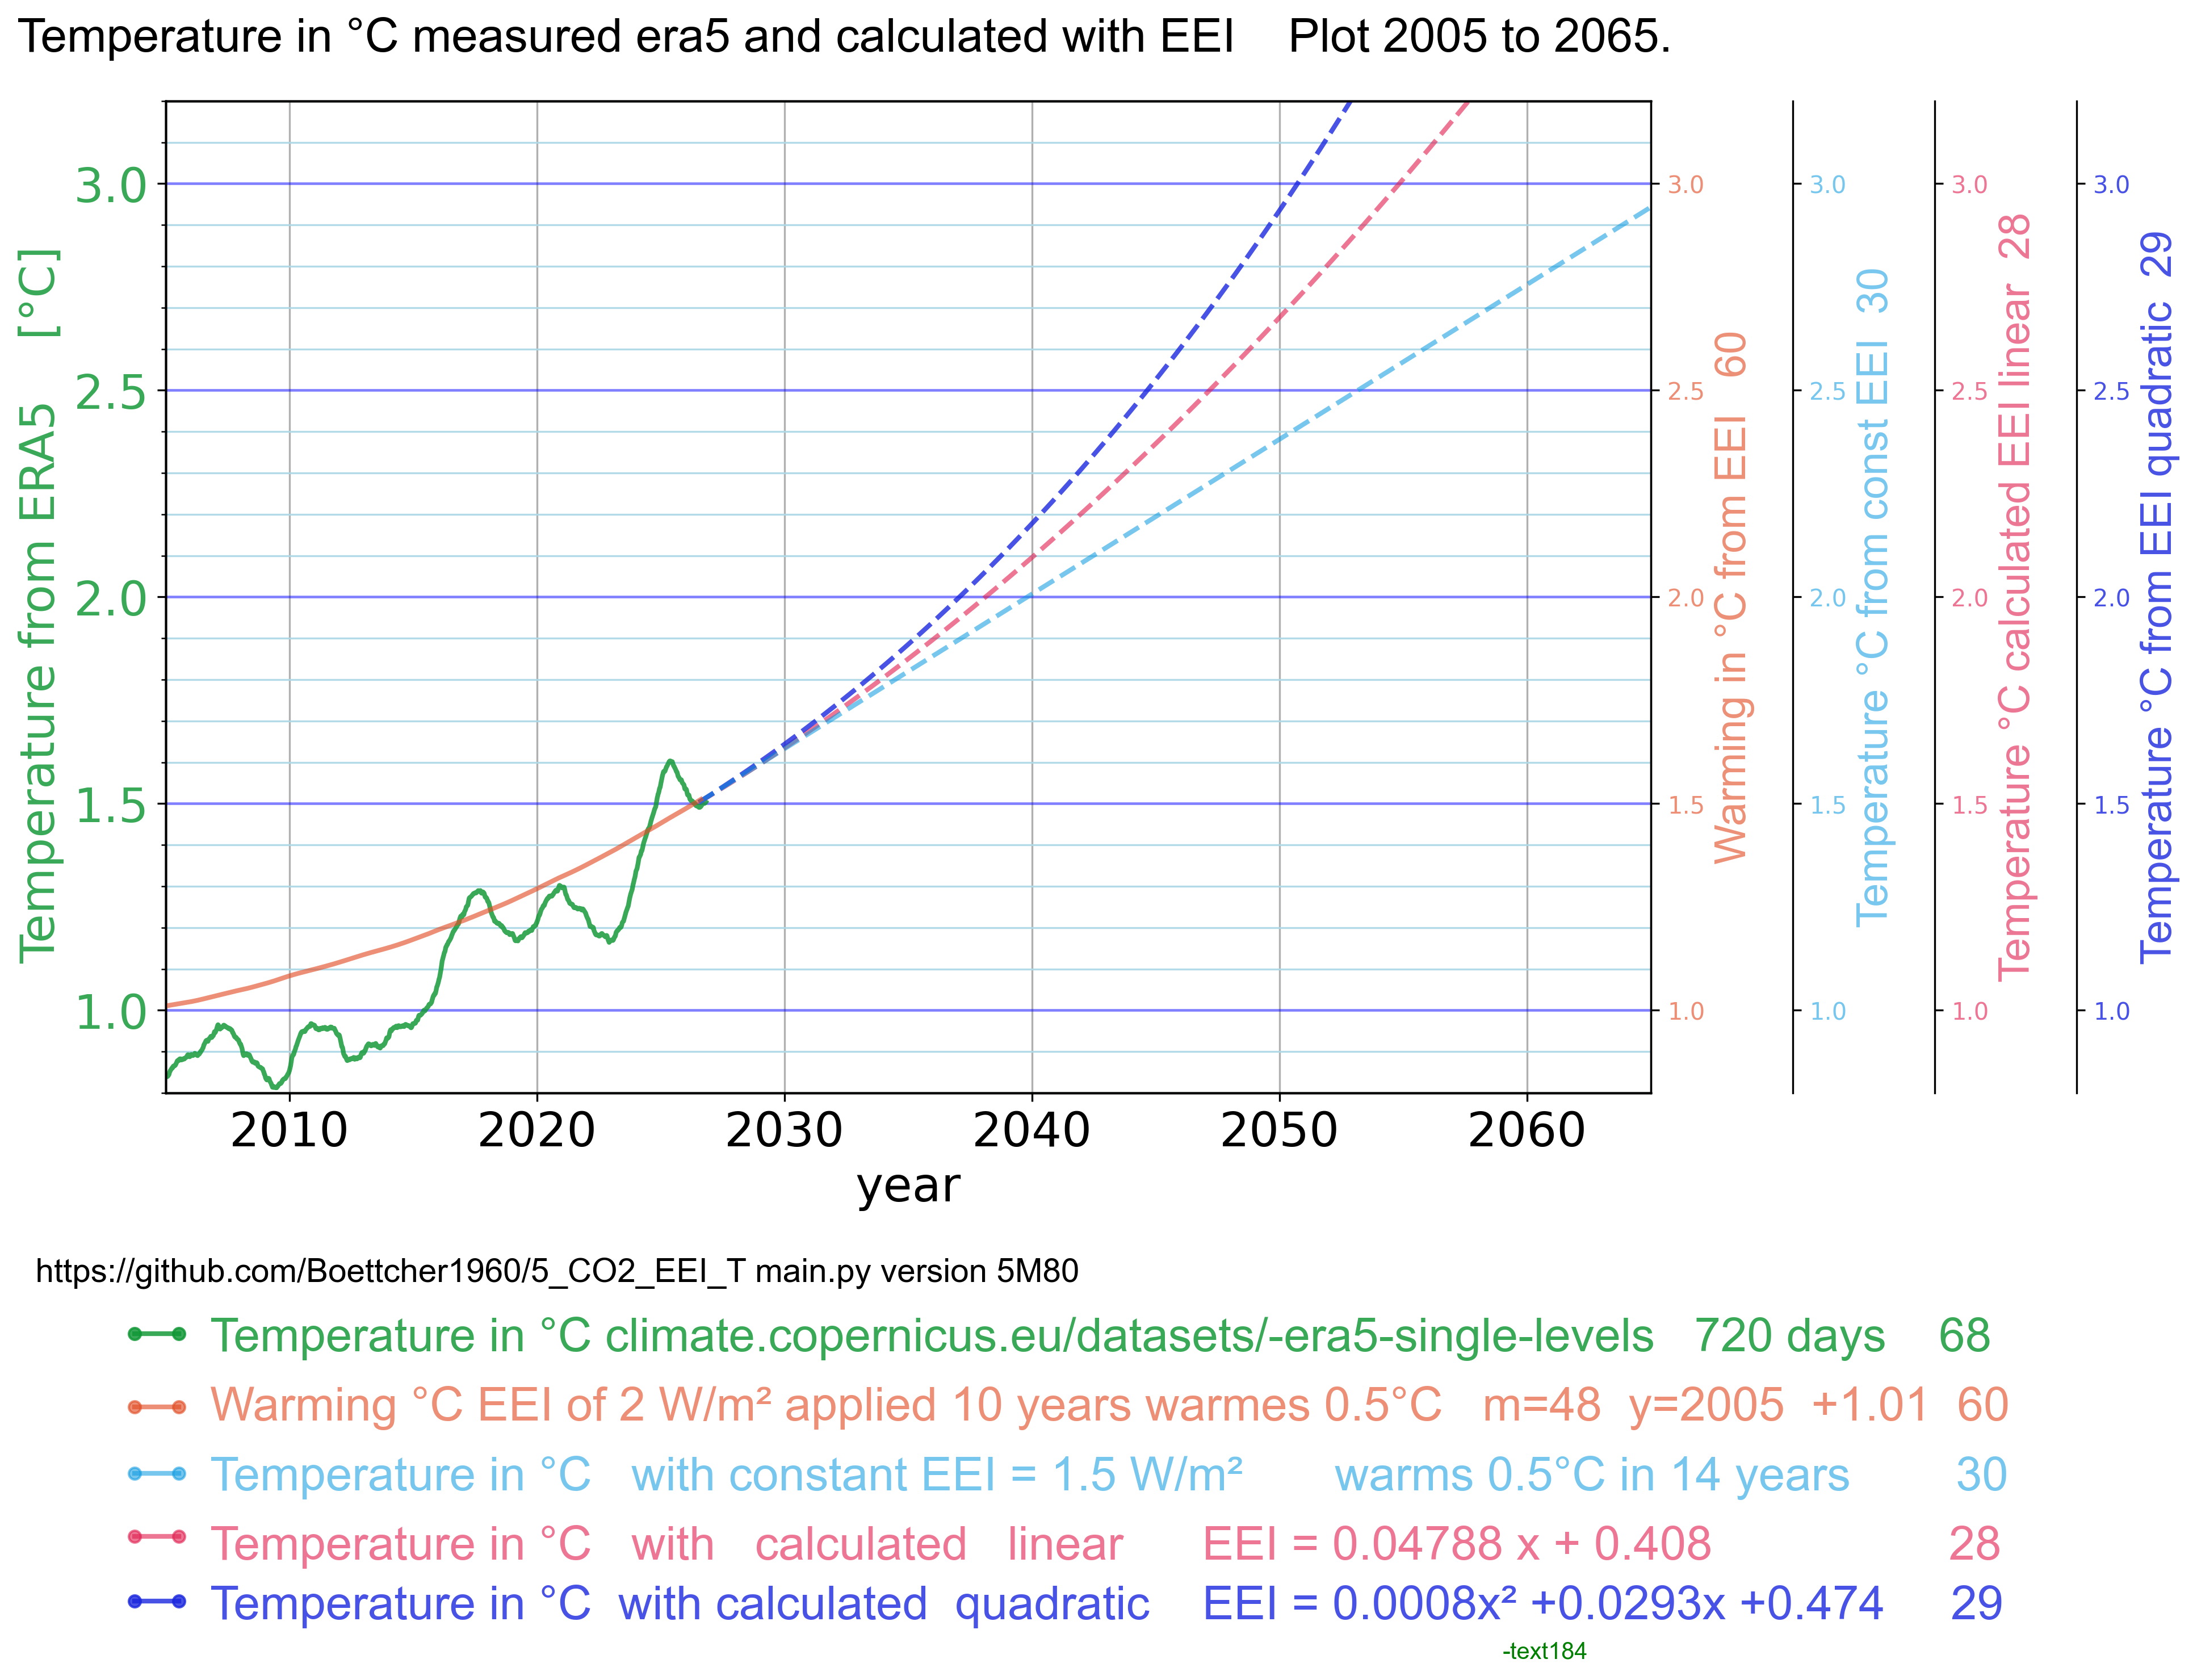 Temperature in °C measured era5 and calculated with EEI    Plot 2005 to 2065.
Temperature from ERA5   [°C]
3.0
2.5
2.0
1.5
1.0
2010 2020 2030 2040 2050 2060
year
3.0
2.5
2.0
1.5
1.0
Warming in °C from EEI   60
3.0
2.5
2.0
1.5
1.0
Temperature °C from const EEI  30
3.0
2.5
2.0
1.5
1.0
Temperature °C calculated EEI linear  28
3.0
2.5
2.0
1.5
1.0
Temperature °C from EEI quadratic  29
https://github.com/Boettcher1960/5_CO2_EEI_T main.py version 5M80
Temperature in °C climate.copernicus.eu/datasets/-era5-single-levels   720 days    68
Warming °C EEI of 2 W/m² applied 10 years warmes 0.5°C   m=48  y=2005  +1.01  60
Temperature in °C   with constant EEI = 1.5 W/m²       warms 0.5°C in 14 years        30
Temperature in °C   with   calculated   linear      EEI = 0.04788 x + 0.408                  28
Temperature in °C  with calculated  quadratic    EEI = 0.0008x² +0.0293x +0.474     29
-text184